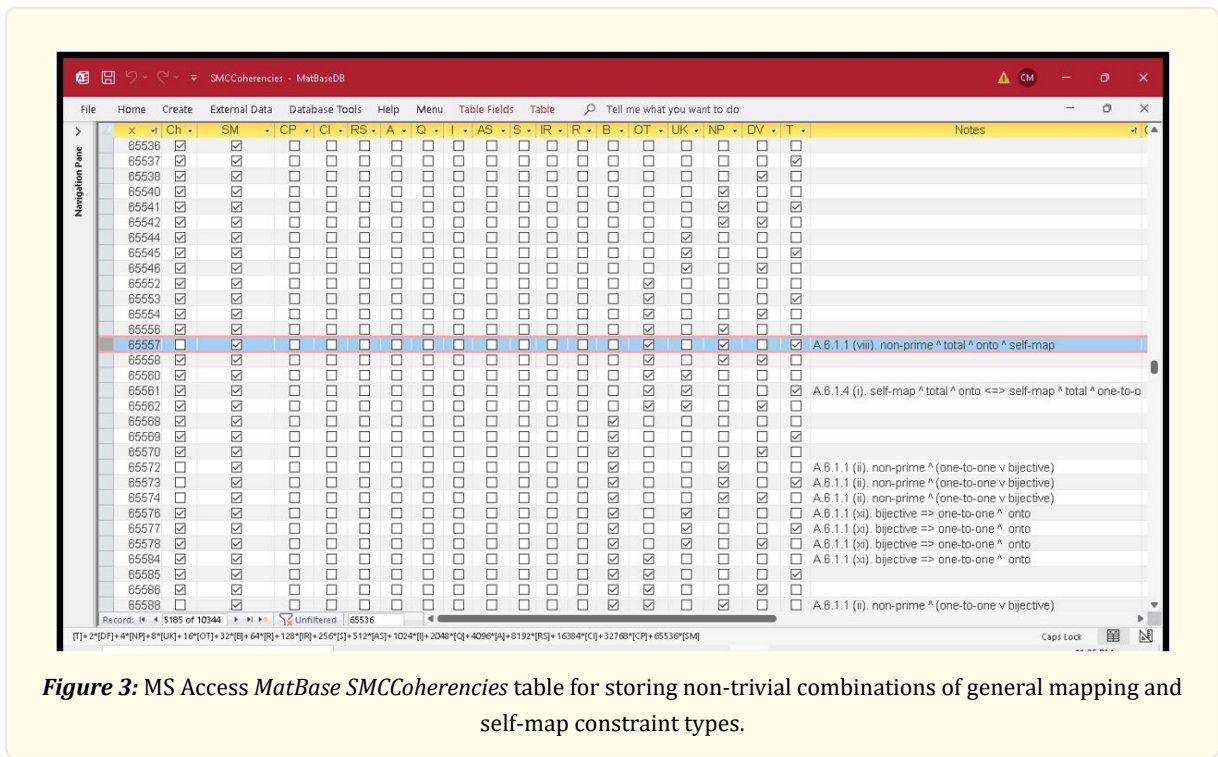 SMCCoherencies - MatBaseDB
CM
File Home Create External Data Database Tools Help Menu Table Fields Table Tell me what you want to do
Navigation Pane
x Ch SM CP CI RS A Q I AS S IR R B OT UK NP DV T Notes
65536
65537
65538
65540
65541
65542
65544
65545
65546
65552
65553
65554
65556
65557 A.6.1.1 (viii). non-prime ^ total ^ onto ^ self-map
65558
65560
65561 A.6.1.4 (i). self-map ^ total ^ onto <=> self-map ^ total ^ one-to-o
65562
65568
65569
65570
65572 A.6.1.1 (ii). non-prime ^ (one-to-one v bijective)
65573 A.6.1.1 (ii). non-prime ^ (one-to-one v bijective)
65574 A.6.1.1 (ii). non-prime ^ (one-to-one v bijective)
65576 A.6.1.1 (xi). bijective => one-to-one ^ onto
65577 A.6.1.1 (xi). bijective => one-to-one ^ onto
65578 A.6.1.1 (xi). bijective => one-to-one ^ onto
65584 A.6.1.1 (xi). bijective => one-to-one ^ onto
65585
65586
65588 A.6.1.1 (ii). non-prime ^ (one-to-one v bijective)
Record: 5185 of 10344 Unfiltered 65536
[T]+2*[DF]+4*[NP]+8*[UK]+16*[OT]+32*[B]+64*[R]+128*[IR]+256*[S]+512*[AS]+1024*[I]+2048*[Q]+4096*[A]+8192*[RS]+16384*[CI]+32768*[CP]+65536*[SM] Caps Lock
Figure 3: MS Access MatBase SMCCoherencies table for storing non-trivial combinations of general mapping and
self-map constraint types.